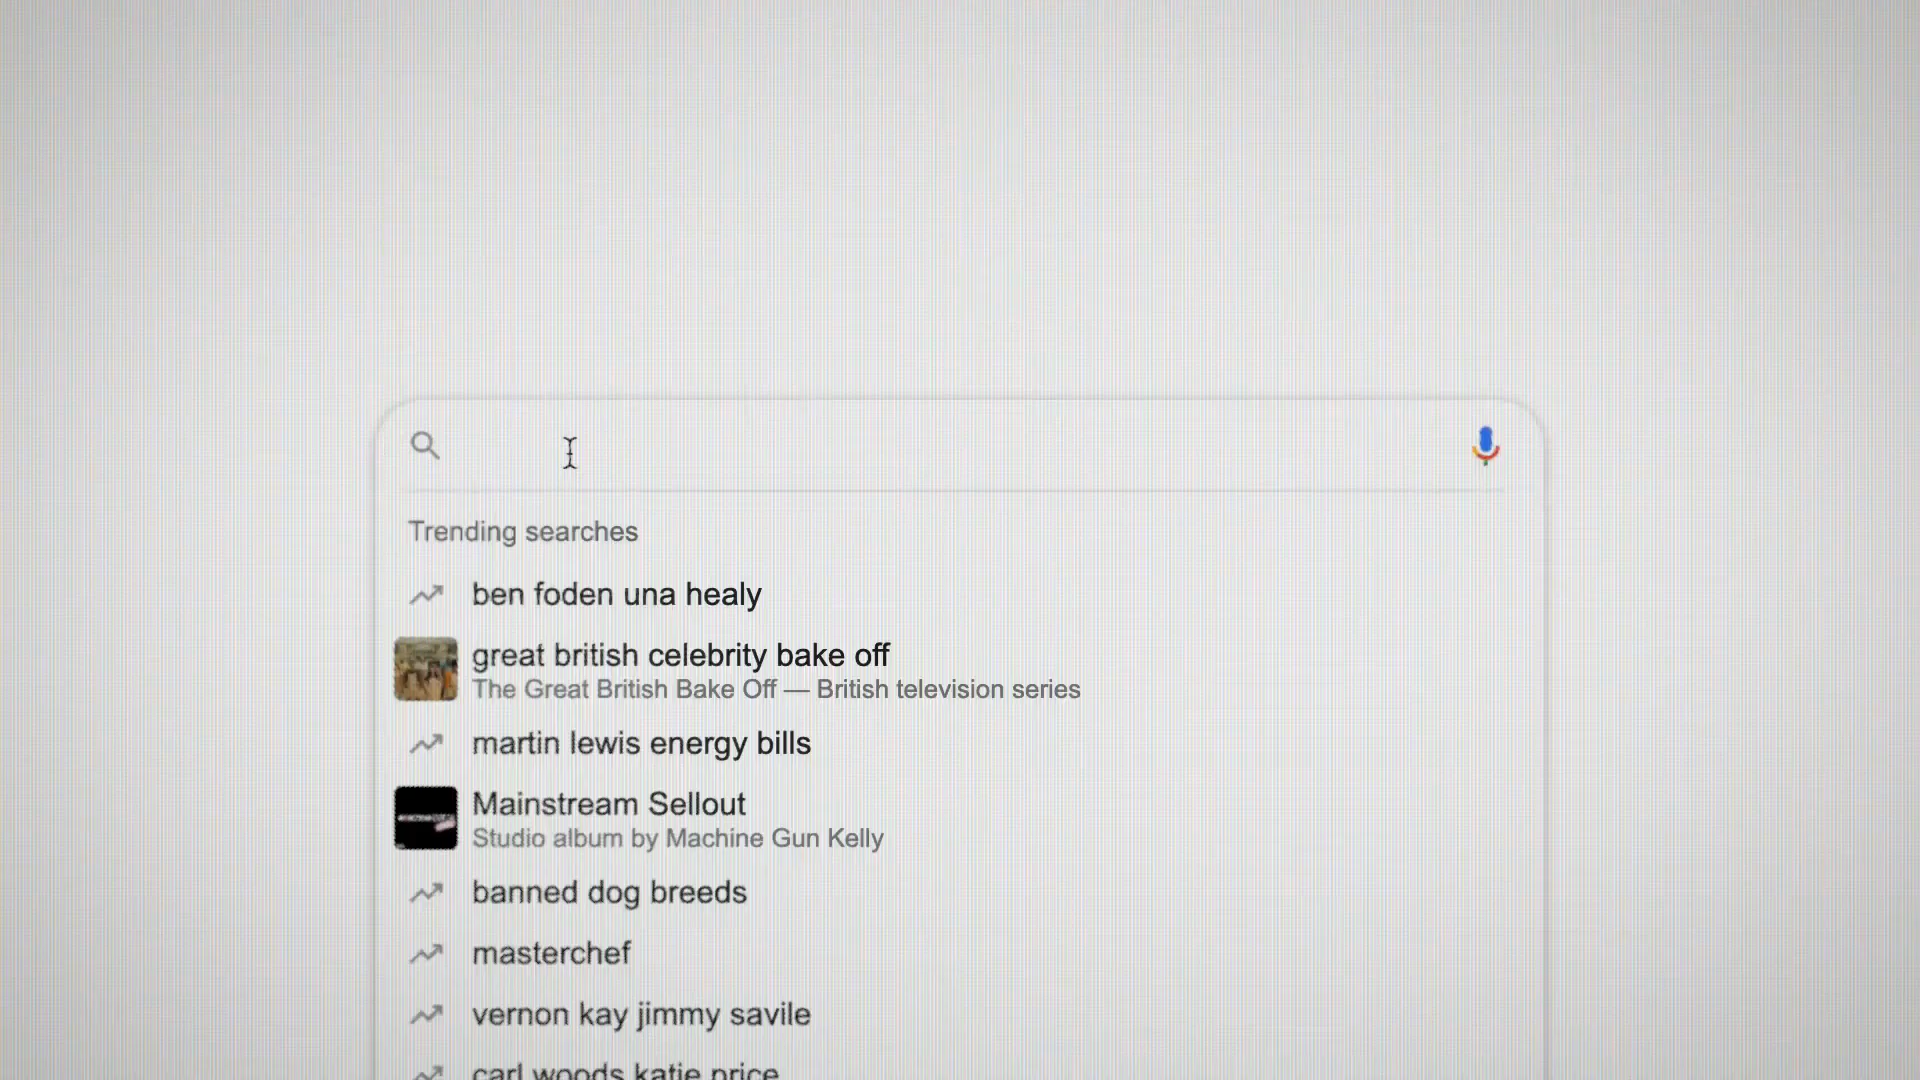 Trending searches
ben foden una healy
great british celebrity bake off
The Great British Bake Off — British television series
martin lewis energy bills
Mainstream Sellout
Studio album by Machine Gun Kelly
banned dog breeds
masterchef
vernon kay jimmy savile
carl woods katie price